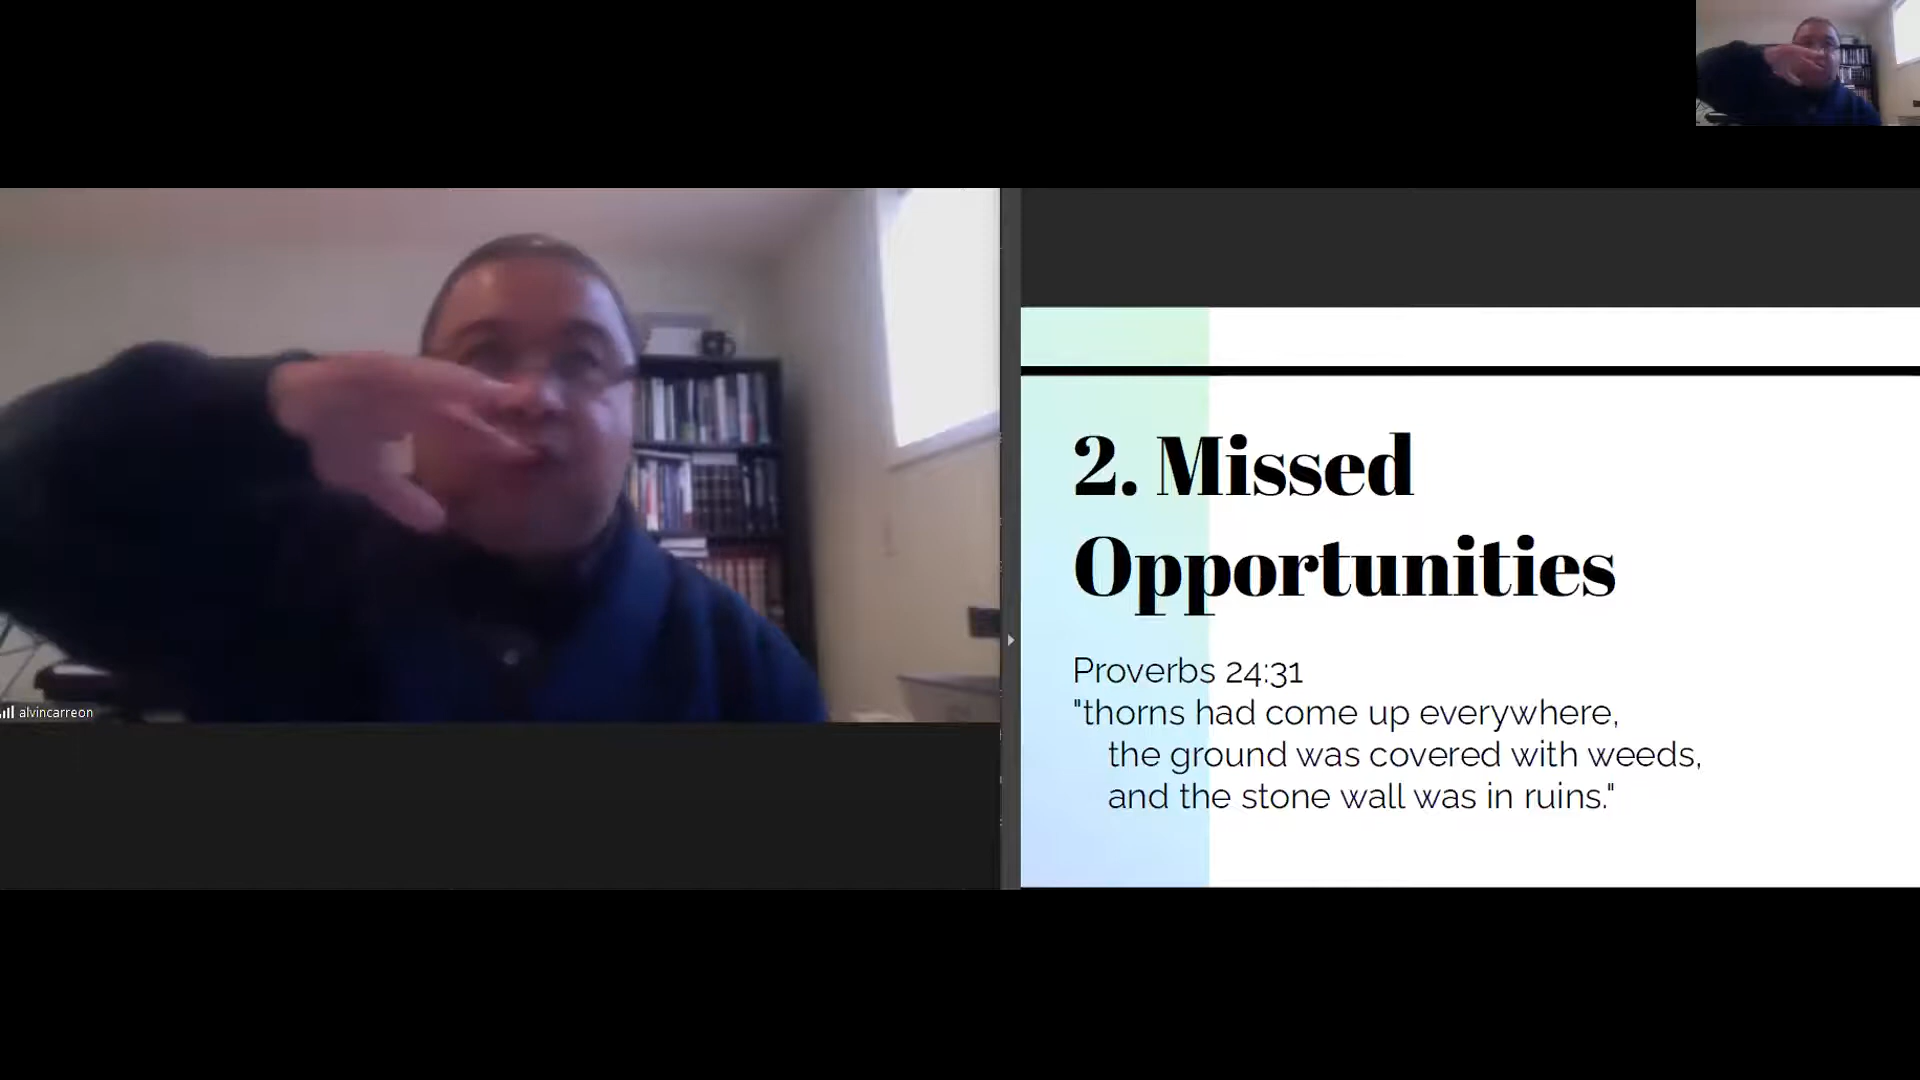 alvincarreon
2. Missed
Opportunities
Proverbs 24:31
"thorns had come up everywhere,
the ground was covered with weeds,
and the stone wall was in ruins."